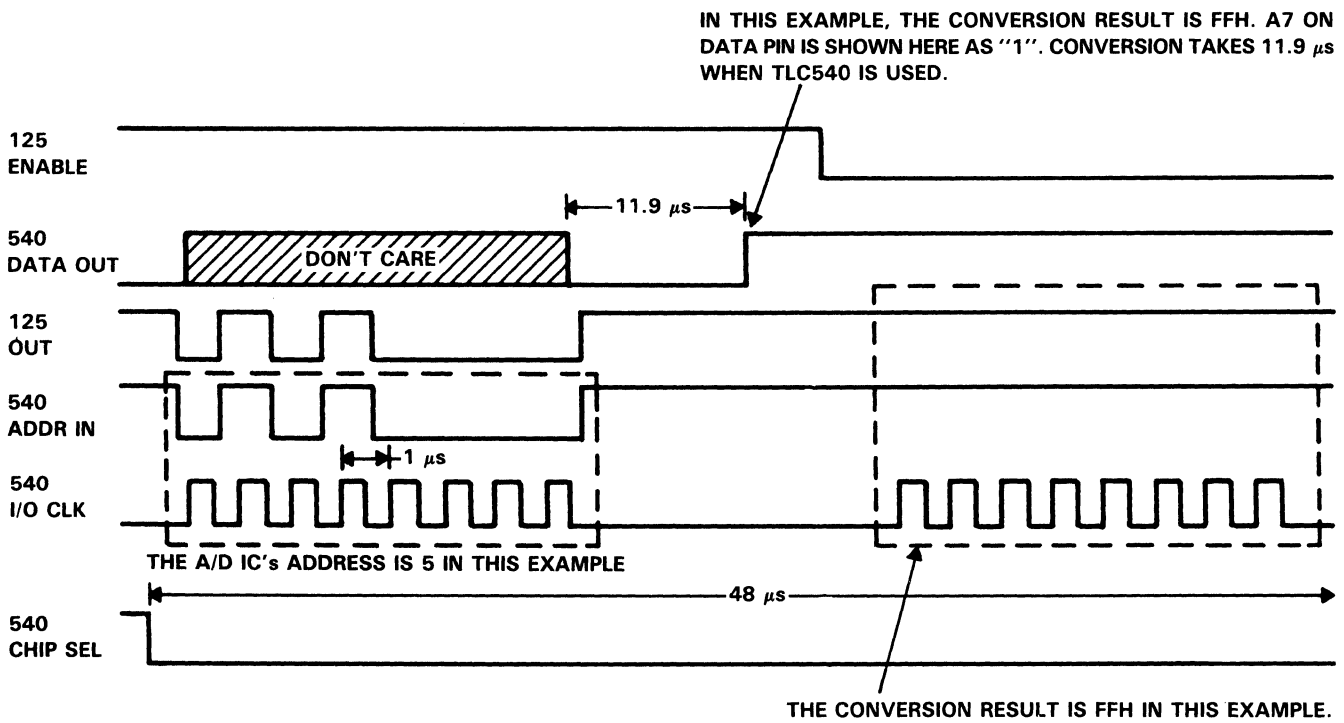 IN THIS EXAMPLE, THE CONVERSION RESULT IS FFH. A7 ON
DATA PIN IS SHOWN HERE AS "1". CONVERSION TAKES 11.9 μs
WHEN TLC540 IS USED.
125
ENABLE
11.9 μs
540
DATA OUT
DON'T CARE
125
OUT
540
ADDR IN
1 μs
540
I/O CLK
THE A/D IC's ADDRESS IS 5 IN THIS EXAMPLE
48 μs
540
CHIP SEL
THE CONVERSION RESULT IS FFH IN THIS EXAMPLE.